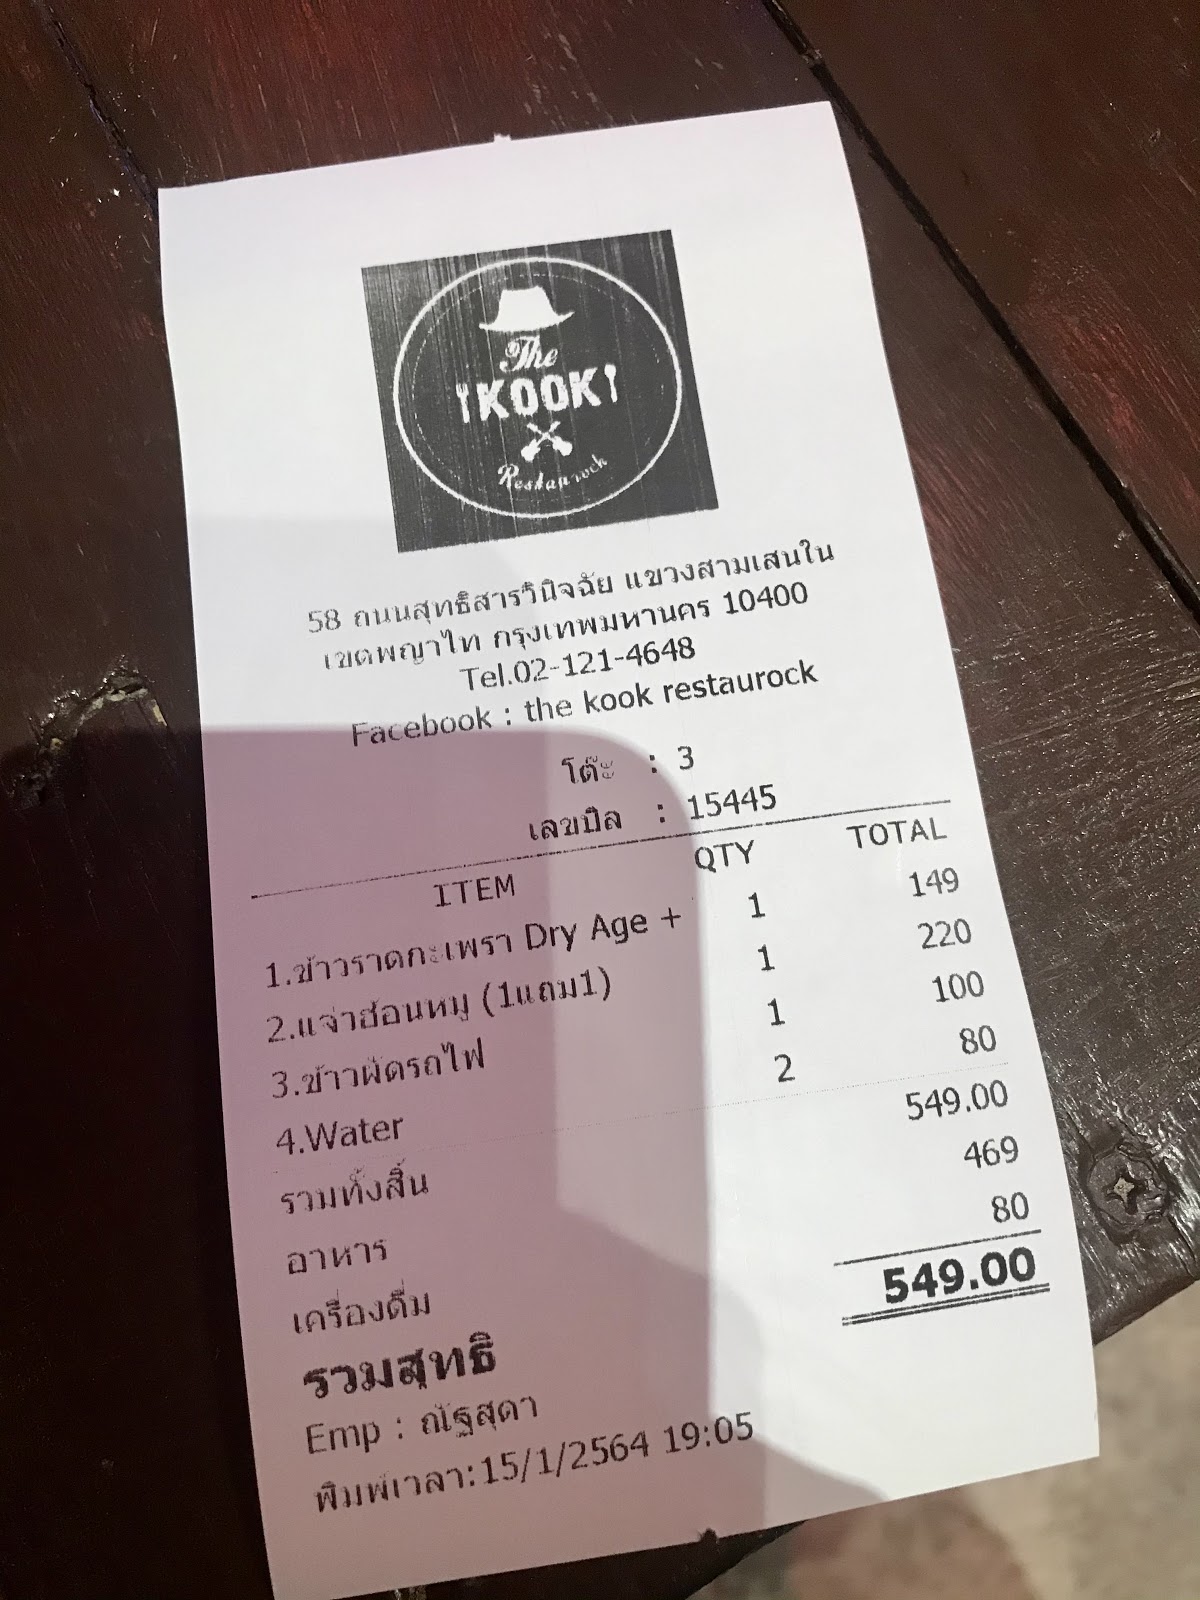 The
KOOK
Restaurock
58 ถนนสุทธิสารวินิจฉัย แขวงสามเสนใน
เขตพญาไท กรุงเทพมหานคร 10400
Tel.02-121-4648
Facebook : the kook restaurock
โต๊ะ : 3
เลขบิล : 15445
ITEM QTY TOTAL
1.ข้าวราดกะเพรา Dry Age + 1 149
2.แจ่วฮ้อนหมู (1แถม1) 1 220
3.ข้าวผัดรถไฟ 1 100
4.Water 2 80
รวมทั้งสิ้น 549.00
อาหาร 469
เครื่องดื่ม 80
รวมสุทธิ 549.00
Emp : ณัฐสุดา
พิมพ์เวลา:15/1/2564 19:05